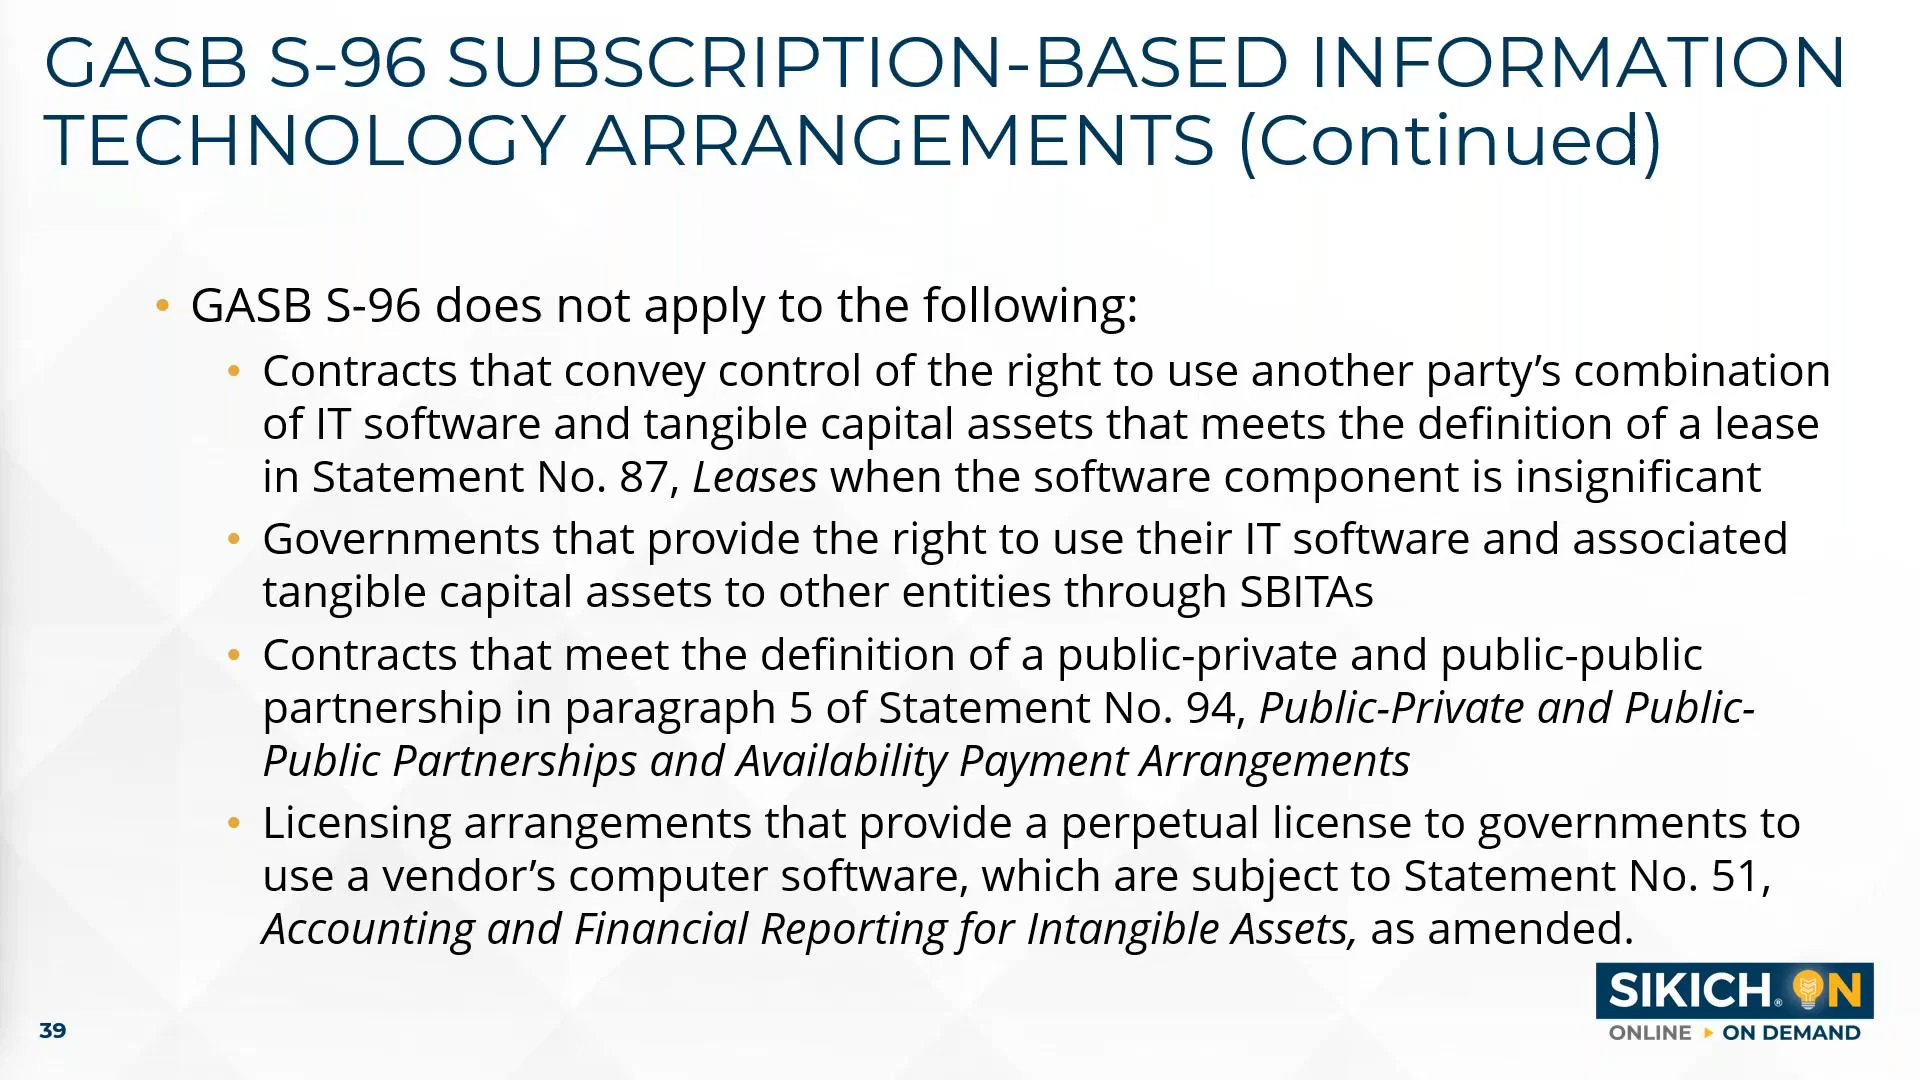 GASB S-96 SUBSCRIPTION-BASED INFORMATION
TECHNOLOGY ARRANGEMENTS (Continued)
• GASB S-96 does not apply to the following:
• Contracts that convey control of the right to use another party’s combination
of IT software and tangible capital assets that meets the definition of a lease
in Statement No. 87, Leases when the software component is insignificant
• Governments that provide the right to use their IT software and associated
tangible capital assets to other entities through SBITAs
• Contracts that meet the definition of a public-private and public-public
partnership in paragraph 5 of Statement No. 94, Public-Private and Public-
Public Partnerships and Availability Payment Arrangements
• Licensing arrangements that provide a perpetual license to governments to
use a vendor’s computer software, which are subject to Statement No. 51,
Accounting and Financial Reporting for Intangible Assets, as amended.
SIKICH® ON
ONLINE ▸ ON DEMAND
39